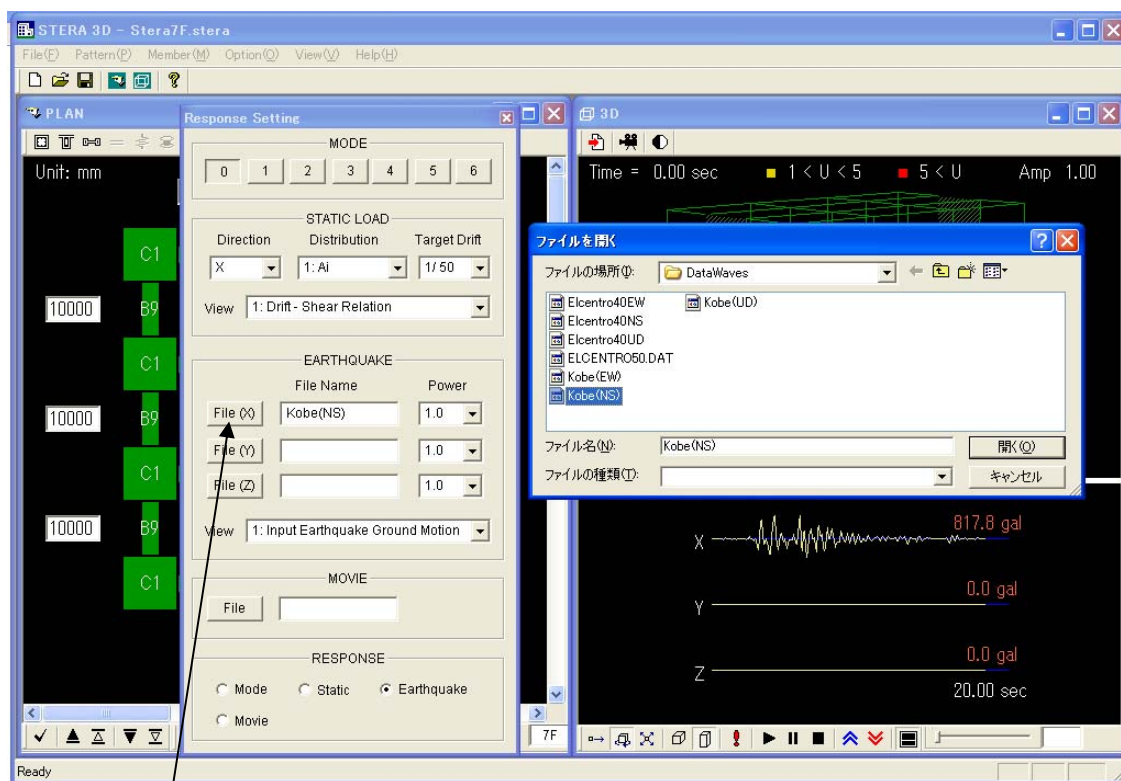 STERA 3D - Stera7F.stera
File(F) Pattern(P) Member(M) Option(O) View(V) Help(H)
PLAN
Unit: mm
C1
10000 B9
C1
10000 B9
C1
10000 B9
C1
7F
Response Setting
MODE
0 1 2 3 4 5 6
STATIC LOAD
Direction Distribution Target Drift
X 1: Ai 1/ 50
View 1: Drift - Shear Relation
EARTHQUAKE
File Name Power
File (X) Kobe(NS) 1.0
File (Y) 1.0
File (Z) 1.0
View 1: Input Earthquake Ground Motion
MOVIE
File
RESPONSE
Mode Static Earthquake
Movie
3D
Time = 0.00 sec 1 < U < 5 5 < U Amp 1.00
ファイルを開く
ファイルの場所(I): DataWaves
Elcentro40EW Kobe(UD)
Elcentro40NS
Elcentro40UD
ELCENTRO50.DAT
Kobe(EW)
Kobe(NS)
ファイル名(N): Kobe(NS) 開く(O)
ファイルの種類(T): キャンセル
817.8 gal
X
0.0 gal
Y
0.0 gal
Z
20.00 sec
Ready